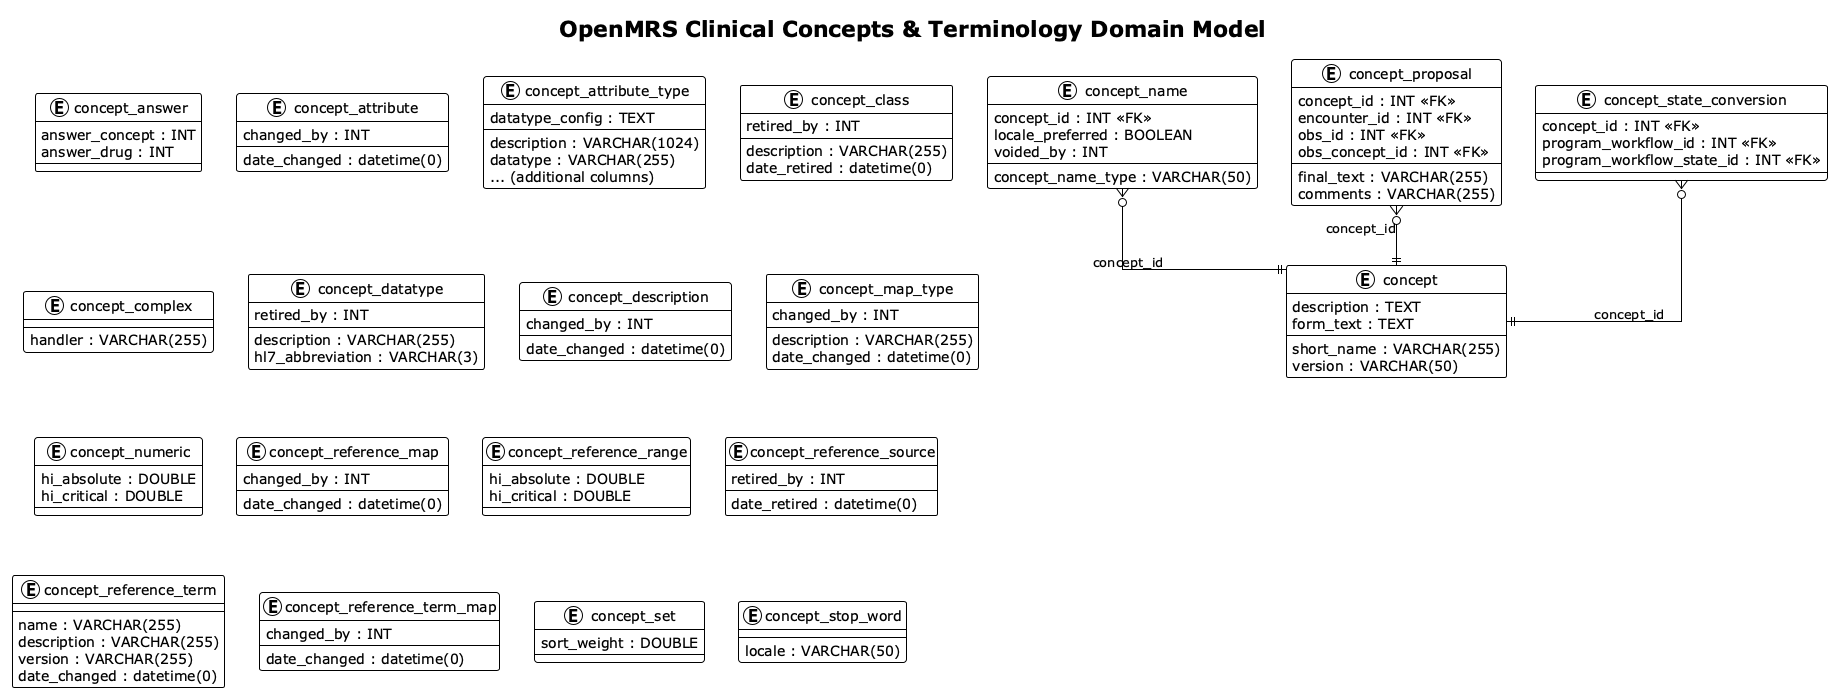 OpenMRS Clinical Concepts & Terminology Domain Model
E concept_answer
answer_concept : INT
answer_drug : INT
E concept_attribute
changed_by : INT
date_changed : datetime(0)
E concept_attribute_type
datatype_config : TEXT
description : VARCHAR(1024)
datatype : VARCHAR(255)
... (additional columns)
E concept_class
retired_by : INT
description : VARCHAR(255)
date_retired : datetime(0)
E concept_name
concept_id : INT «FK»
locale_preferred : BOOLEAN
voided_by : INT
concept_name_type : VARCHAR(50)
E concept_proposal
concept_id : INT «FK»
encounter_id : INT «FK»
obs_id : INT «FK»
obs_concept_id : INT «FK»
final_text : VARCHAR(255)
comments : VARCHAR(255)
E concept_state_conversion
concept_id : INT «FK»
program_workflow_id : INT «FK»
program_workflow_state_id : INT «FK»
concept_id
concept_id
concept_id
E concept_complex
handler : VARCHAR(255)
E concept_datatype
retired_by : INT
description : VARCHAR(255)
hl7_abbreviation : VARCHAR(3)
E concept_description
changed_by : INT
date_changed : datetime(0)
E concept_map_type
changed_by : INT
description : VARCHAR(255)
date_changed : datetime(0)
E concept
description : TEXT
form_text : TEXT
short_name : VARCHAR(255)
version : VARCHAR(50)
E concept_numeric
hi_absolute : DOUBLE
hi_critical : DOUBLE
E concept_reference_map
changed_by : INT
date_changed : datetime(0)
E concept_reference_range
hi_absolute : DOUBLE
hi_critical : DOUBLE
E concept_reference_source
retired_by : INT
date_retired : datetime(0)
E concept_reference_term
name : VARCHAR(255)
description : VARCHAR(255)
version : VARCHAR(255)
date_changed : datetime(0)
E concept_reference_term_map
changed_by : INT
date_changed : datetime(0)
E concept_set
sort_weight : DOUBLE
E concept_stop_word
locale : VARCHAR(50)